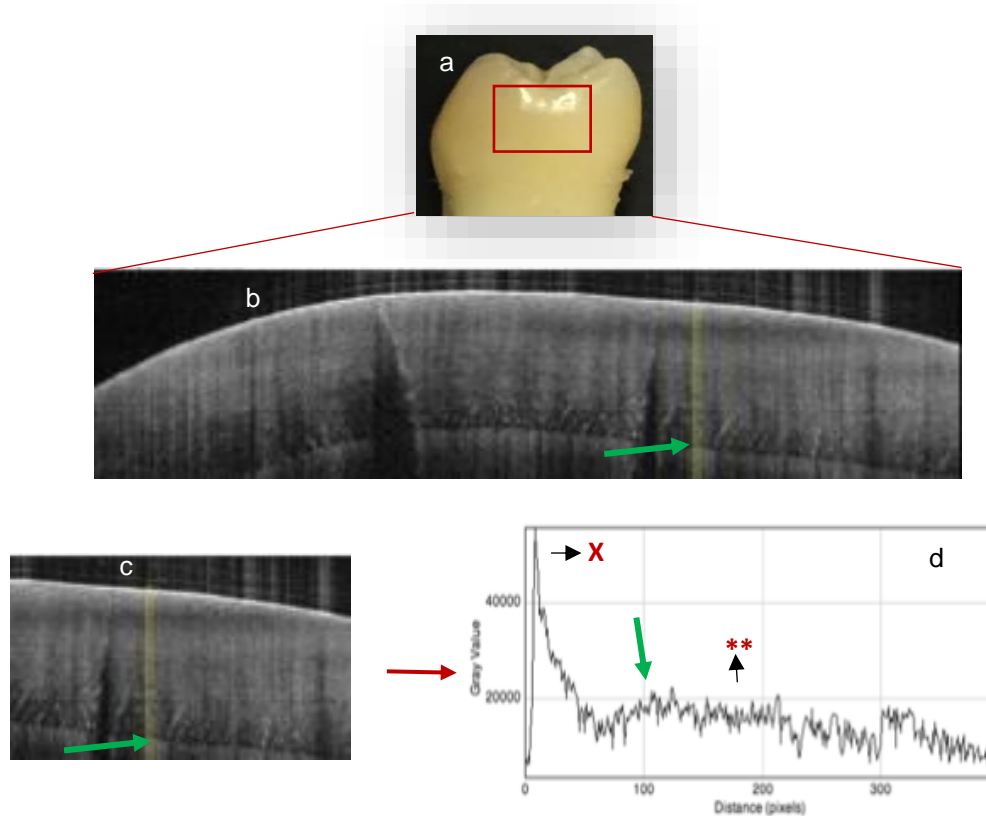 a
b
c
d
X
**
40000
20000
Gray Value
0
100
200
300
Distance (pixels)